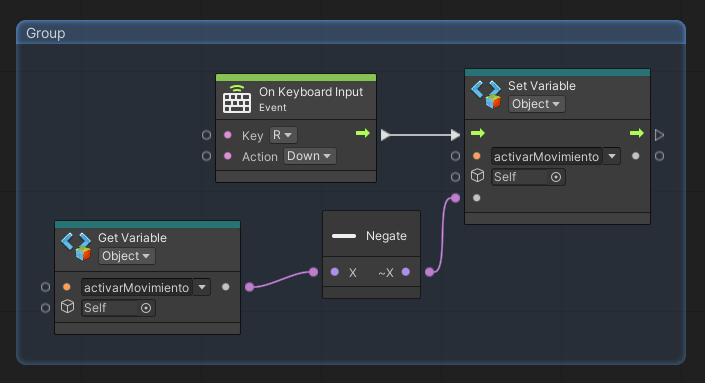 Group
On Keyboard Input
Event
Key R
Action Down
Set Variable
Object
activarMovimiento
Self
Get Variable
Object
activarMovimiento
Self
Negate
X ~X